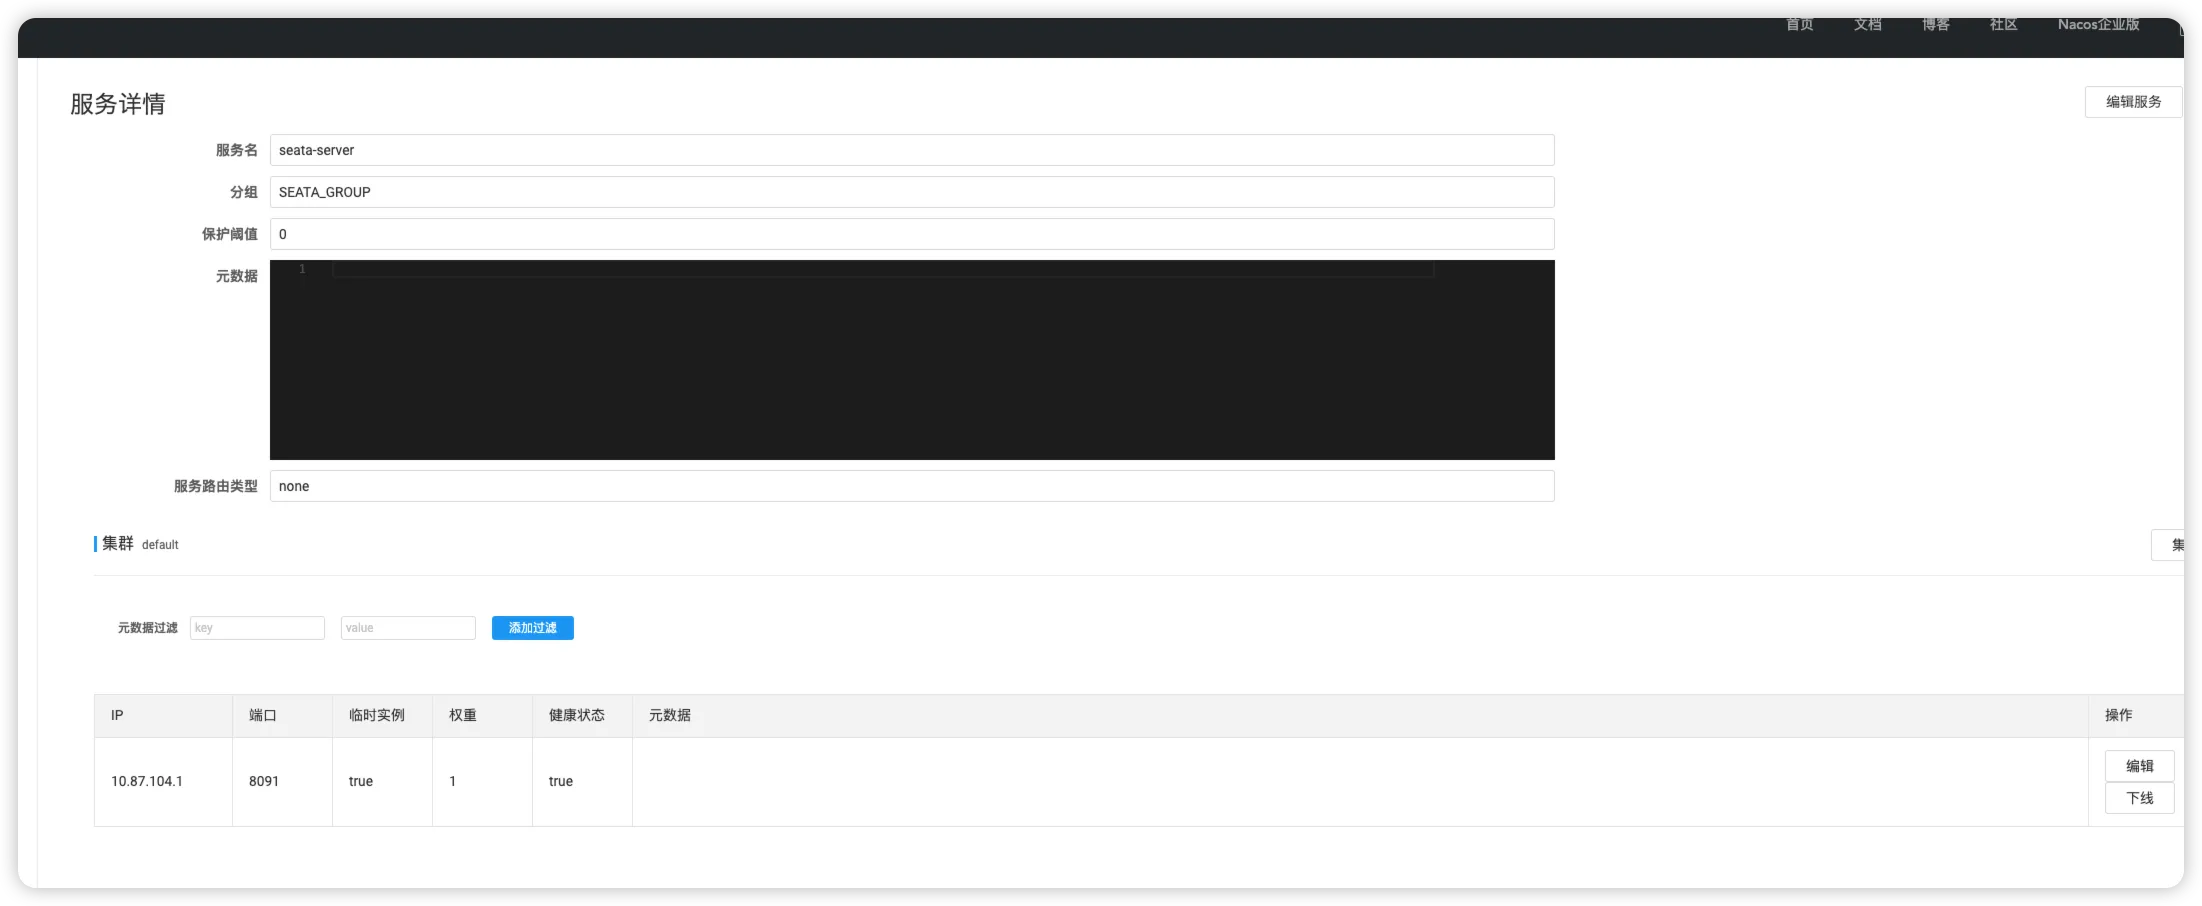 首页 文档 博客 社区 Nacos企业版
服务详情
编辑服务
服务名 seata-server
分组 SEATA_GROUP
保护阈值 0
元数据 1
服务路由类型 none
集群 default 集
元数据过滤 key value 添加过滤
IP 端口 临时实例 权重 健康状态 元数据 操作
10.87.104.1 8091 true 1 true 编辑
下线